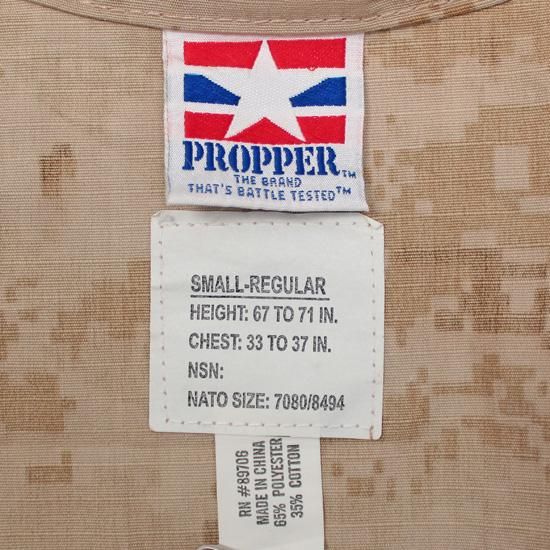 PROPPER™
THE BRAND
THAT'S BATTLE TESTED™
SMALL-REGULAR
HEIGHT: 67 TO 71 IN.
CHEST: 33 TO 37 IN.
NSN:
NATO SIZE: 7080/8494
RN #89706
MADE IN CHINA
65% POLYESTER
35% COTTON